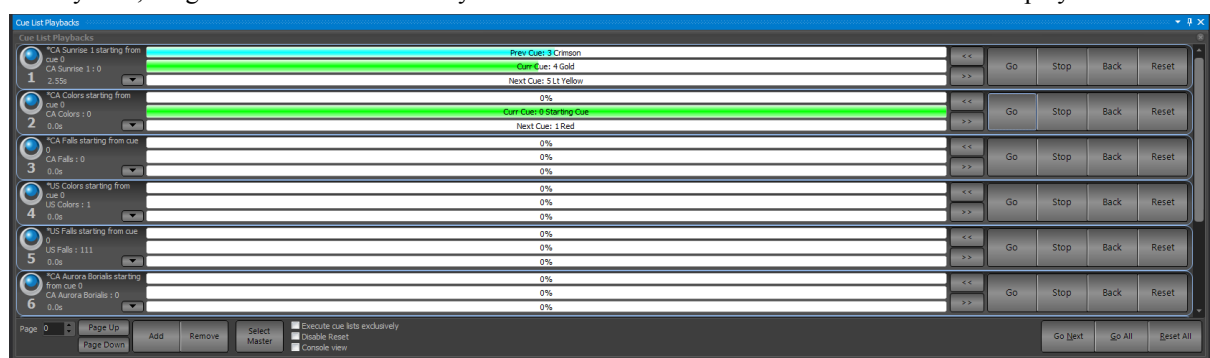 Cue List Playbacks
Cue List Playbacks
*CA Sunrise 1 starting from
cue 0
CA Sunrise 1 : 0
1 2.55s
Prev Cue: 3 Crimson
Curr Cue: 4 Gold
Next Cue: 5 Lt Yellow
<<
>>
Go Stop Back Reset
*CA Colors starting from
cue 0
CA Colors : 0
2 0.0s
0%
Curr Cue: 0 Starting Cue
Next Cue: 1 Red
<<
>>
Go Stop Back Reset
*CA Falls starting from cue
0
CA Falls : 0
3 0.0s
0%
0%
0%
<<
>>
Go Stop Back Reset
*US Colors starting from
cue 0
US Colors : 1
4 0.0s
0%
0%
0%
<<
>>
Go Stop Back Reset
*US Falls starting from cue
0
US Falls : 111
5 0.0s
0%
0%
0%
<<
>>
Go Stop Back Reset
*CA Aurora Borialis starting
from cue 0
CA Aurora Borialis : 0
6 0.0s
0%
0%
0%
<<
>>
Go Stop Back Reset
Page 0 Page Up
Page Down
Add Remove
Select
Master
Execute cue lists exclusively
Disable Reset
Console view
Go Next Go All Reset All